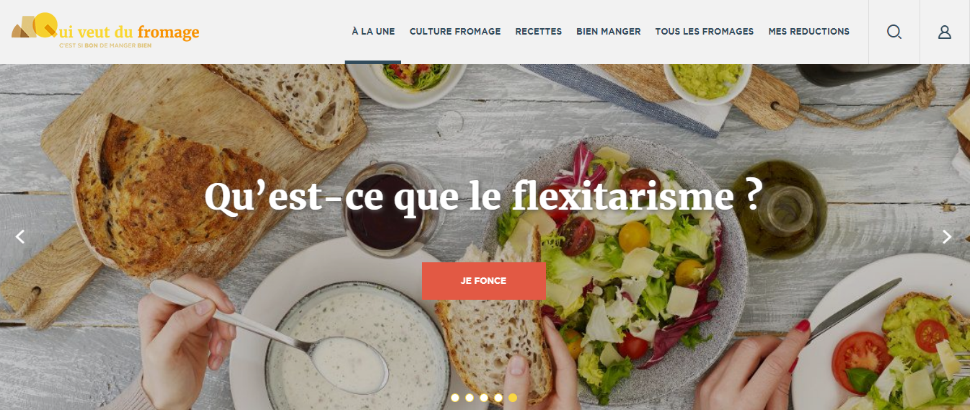 Qui veut du fromage
C'EST SI BON DE MANGER BIEN
À LA UNE
CULTURE FROMAGE
RECETTES
BIEN MANGER
TOUS LES FROMAGES
MES REDUCTIONS
Qu'est-ce que le flexitarisme ?
JE FONCE